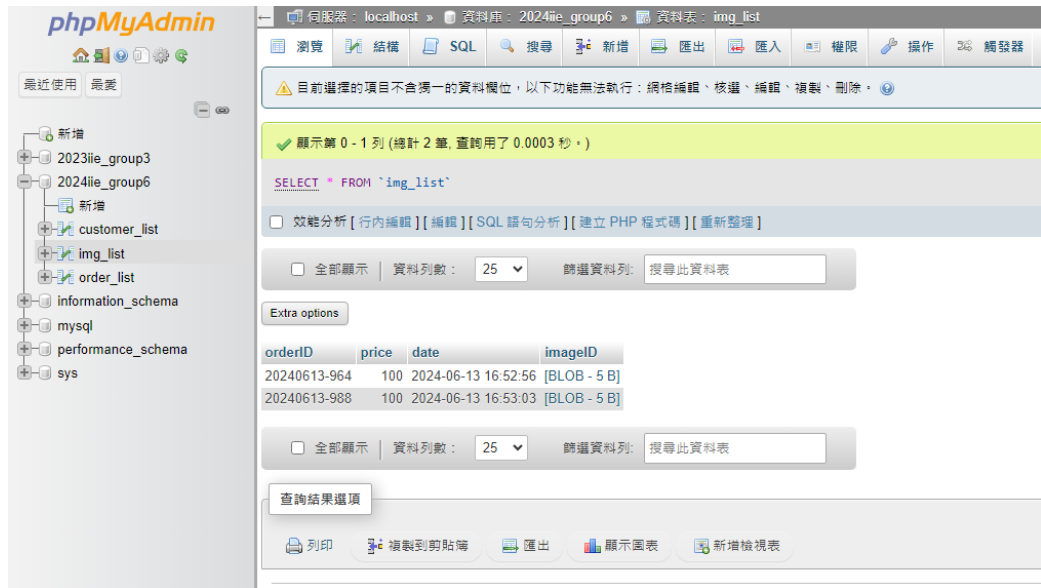 phpMyAdmin
最近使用 最愛
新增
2023iie_group3
2024iie_group6
新增
customer_list
img_list
order_list
information_schema
mysql
performance_schema
sys
← 伺服器: localhost » 資料庫: 2024iie_group6 » 資料表: img_list
瀏覽 結構 SQL 搜尋 新增 匯出 匯入 權限 操作 觸發器
目前選擇的項目不含獨一的資料欄位,以下功能無法執行:網格編輯、核選、編輯、複製、刪除。
顯示第 0 - 1 列 (總計 2 筆, 查詢用了 0.0003 秒。)
SELECT * FROM `img_list`
效能分析 [ 行內編輯 ] [ 編輯 ] [ SQL 語句分析 ] [ 建立 PHP 程式碼 ] [ 重新整理 ]
全部顯示 | 資料列數: 25 篩選資料列: 搜尋此資料表
Extra options
orderID price date imageID
20240613-964 100 2024-06-13 16:52:56 [BLOB - 5 B]
20240613-988 100 2024-06-13 16:53:03 [BLOB - 5 B]
全部顯示 | 資料列數: 25 篩選資料列: 搜尋此資料表
查詢結果選項
列印 複製到剪貼簿 匯出 顯示圖表 新增檢視表